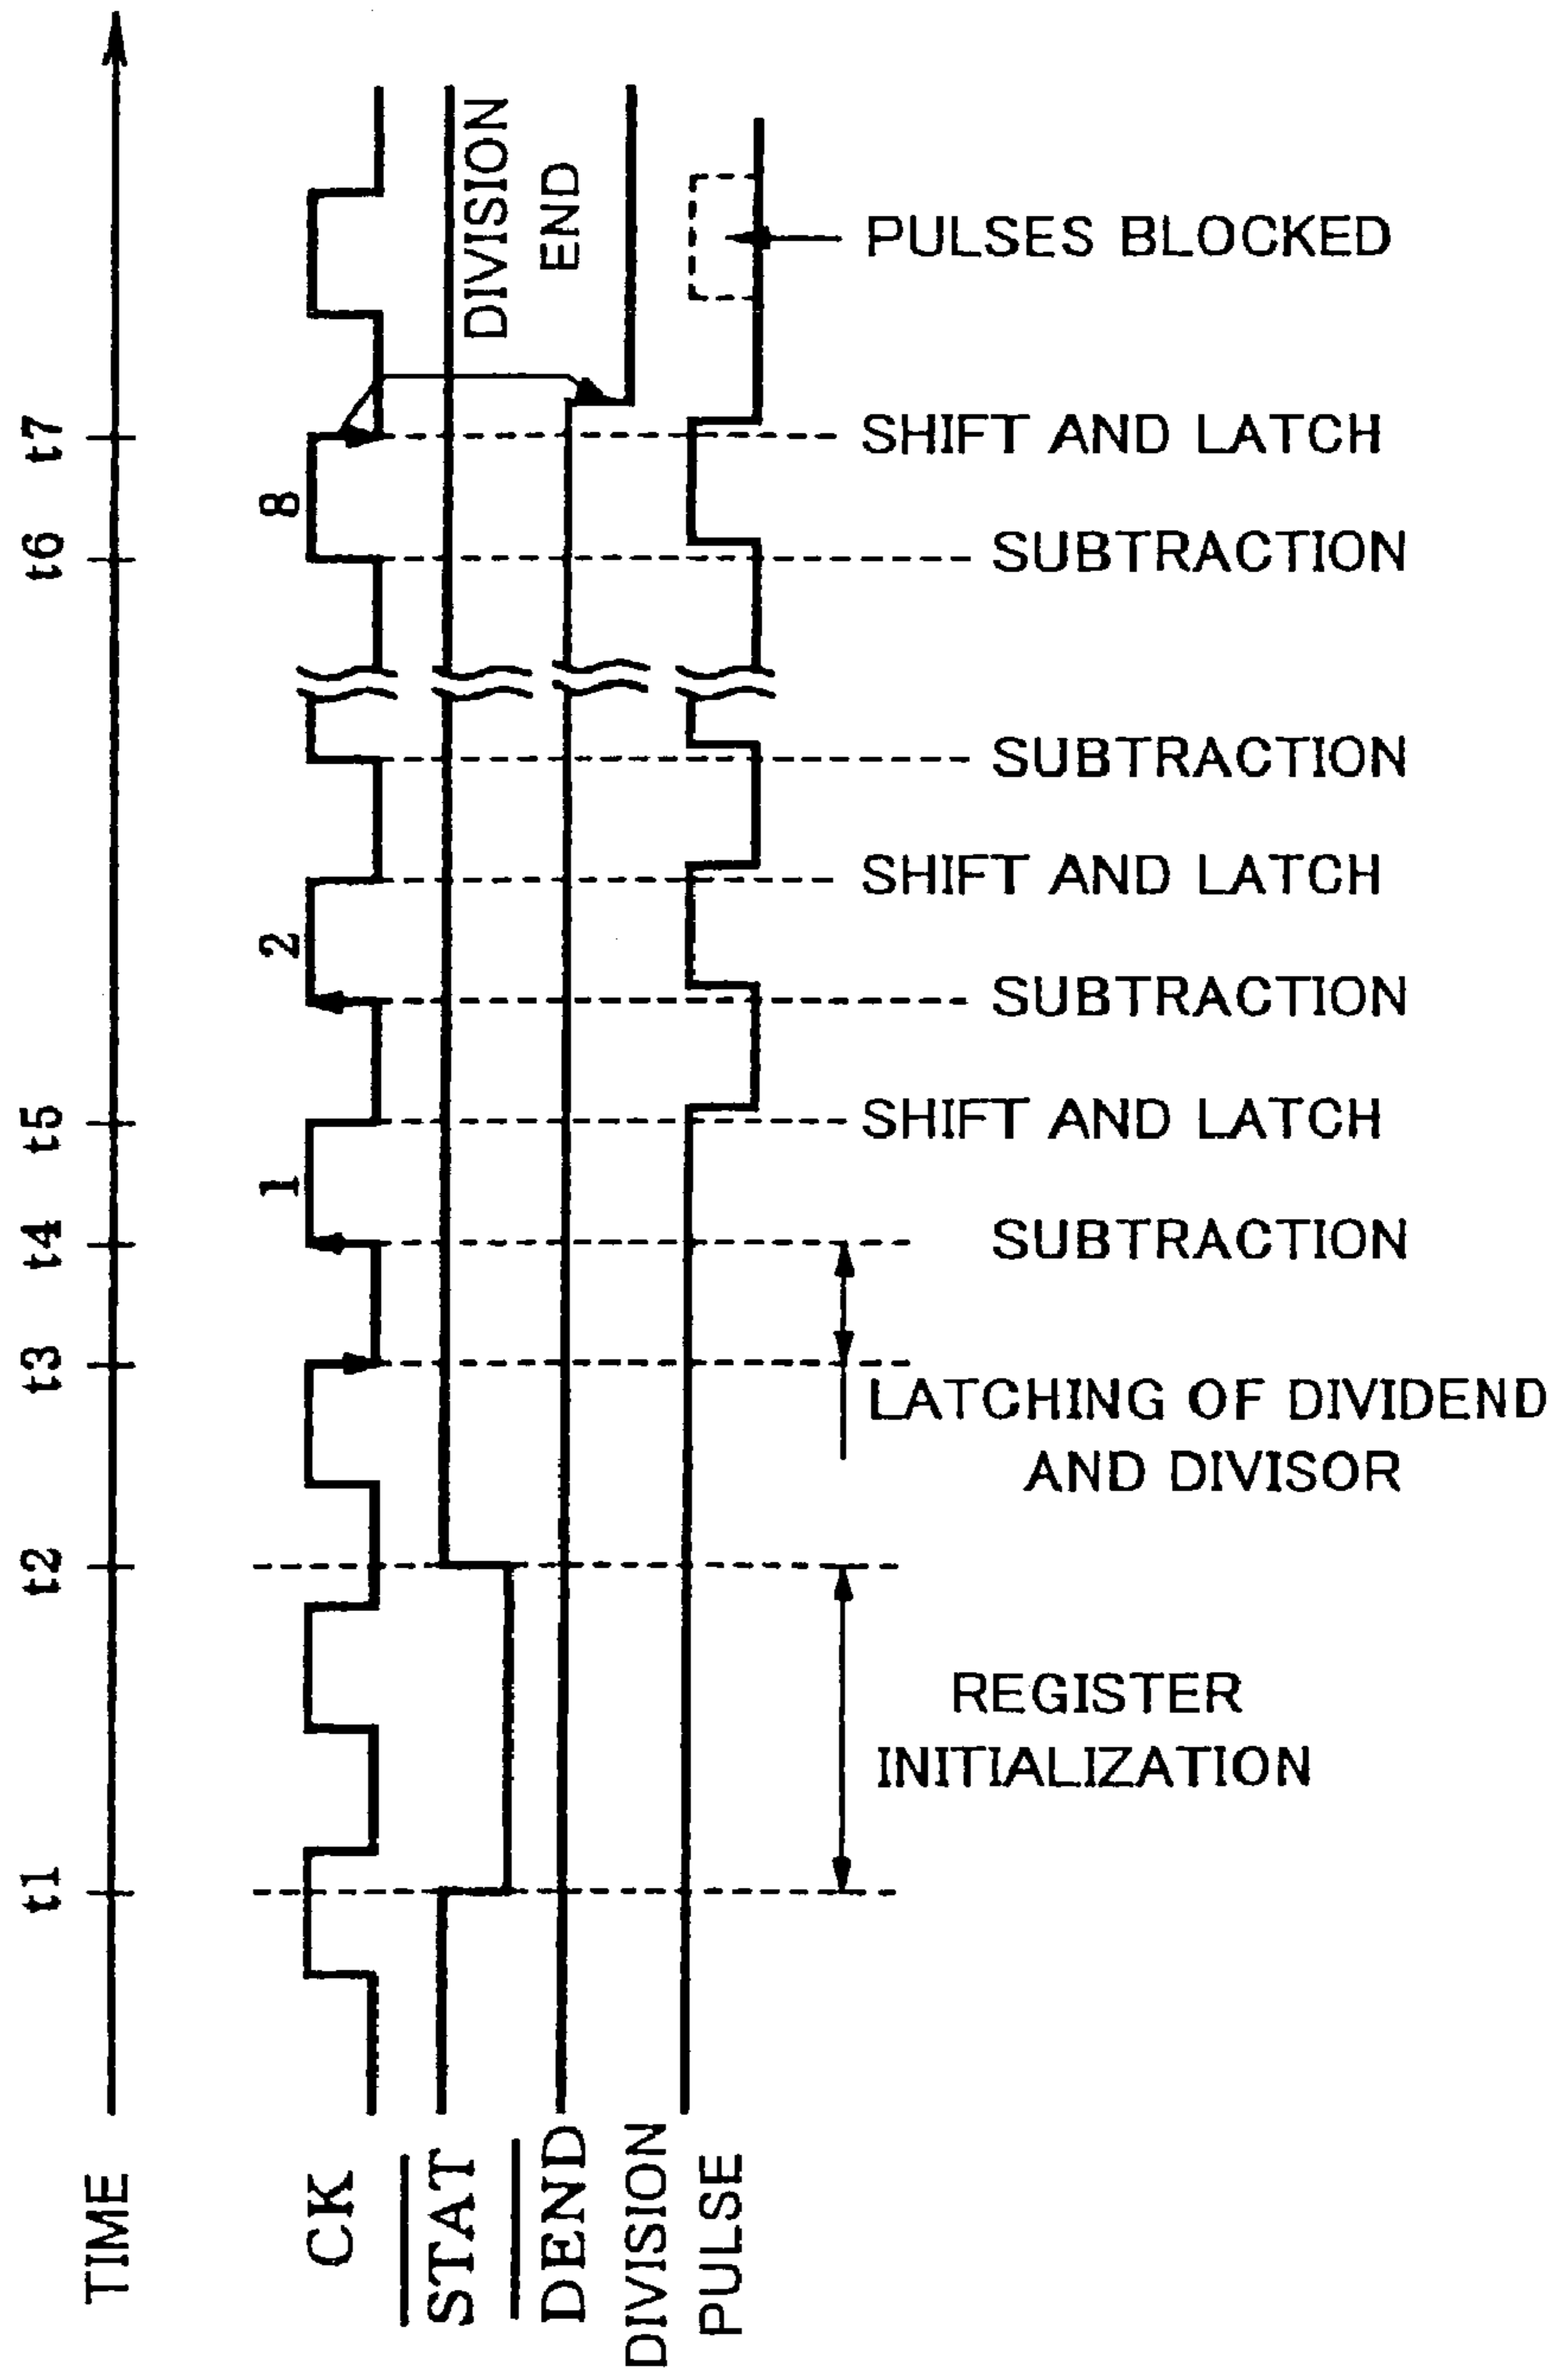 TIME
t1
t2
t3
t4
t5
t6
t7
CK
1
2
8
STAT
DEND
DIVISION
END
DIVISION
PULSE
PULSES BLOCKED
SHIFT AND LATCH
SUBTRACTION
SUBTRACTION
SHIFT AND LATCH
SUBTRACTION
SHIFT AND LATCH
SUBTRACTION
LATCHING OF DIVIDEND
AND DIVISOR
REGISTER
INITIALIZATION